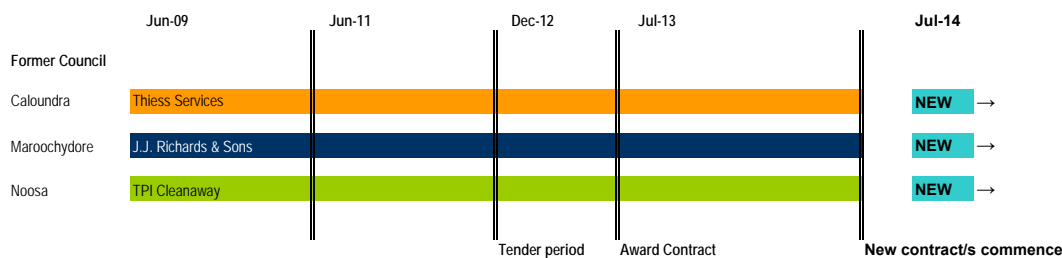 Jun-09 Jun-11 Dec-12 Jul-13 Jul-14
Former Council
Caloundra Thiess Services NEW →
Maroochydore J.J. Richards & Sons NEW →
Noosa TPI Cleanaway NEW →
Tender period Award Contract New contract/s commence